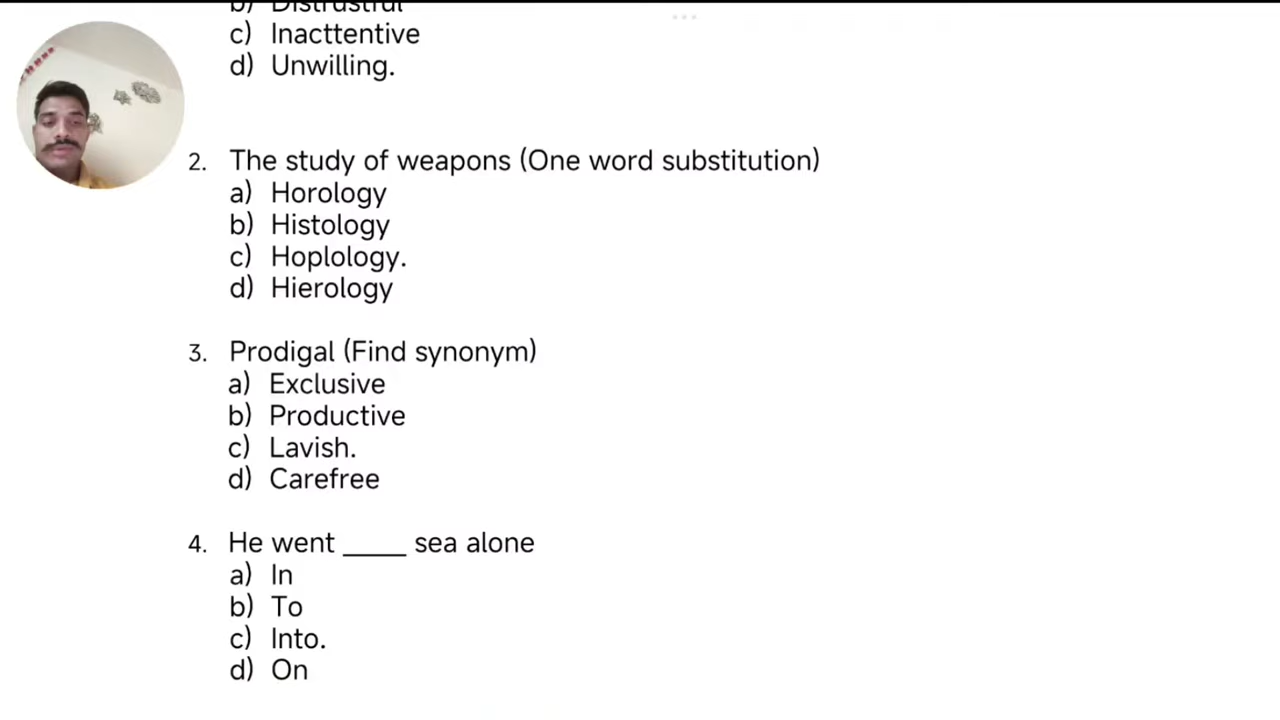 b) Distrustful
c) Inacttentive
d) Unwilling.
2. The study of weapons (One word substitution)
a) Horology
b) Histology
c) Hoplology.
d) Hierology
3. Prodigal (Find synonym)
a) Exclusive
b) Productive
c) Lavish.
d) Carefree
4. He went _____ sea alone
a) In
b) To
c) Into.
d) On